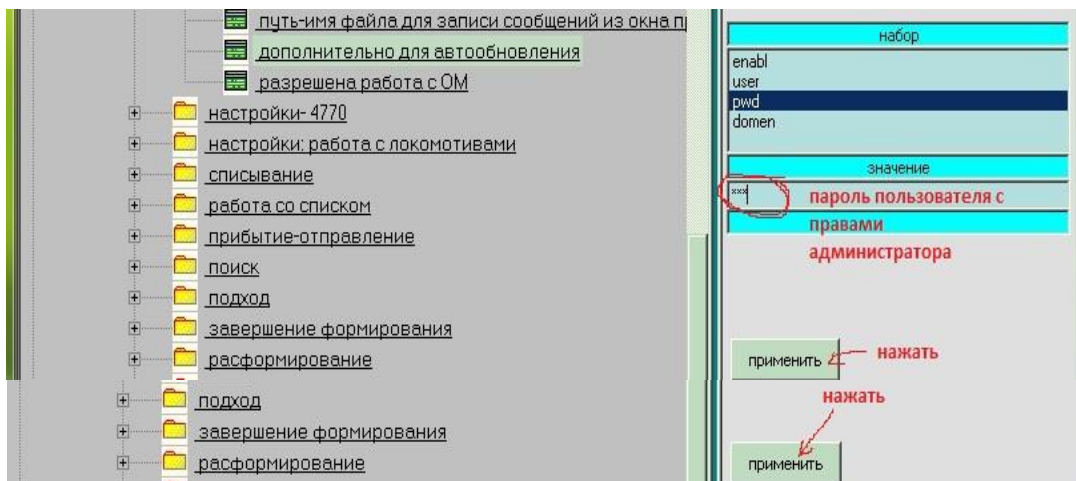 путь-имя файла для записи сообщений из окна п
дополнительно для автообновления
разрешена работа с ОМ
настройки- 4770
настройки: работа с локомотивами
списывание
работа со списком
прибытие-отправление
поиск
подход
завершение формирования
расформирование
подход
завершение формирования
расформирование
набор
enabl
user
pwd
domen
значение
***
пароль пользователя с
правами
администратора
применить
нажать
нажать
применить